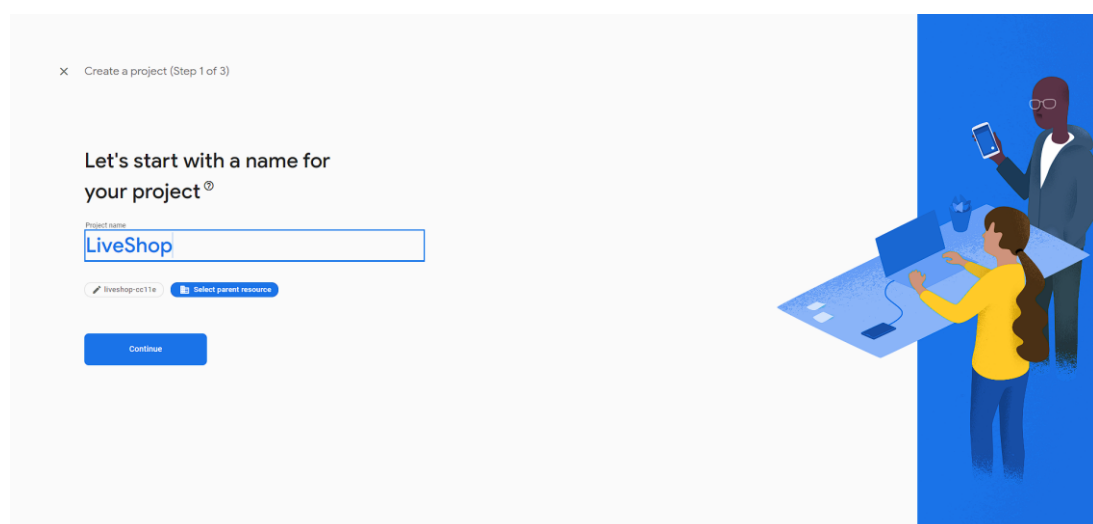 Create a project (Step 1 of 3)
Let's start with a name for
your project
Project name
LiveShop
liveshop-cc11e
Select parent resource
Continue